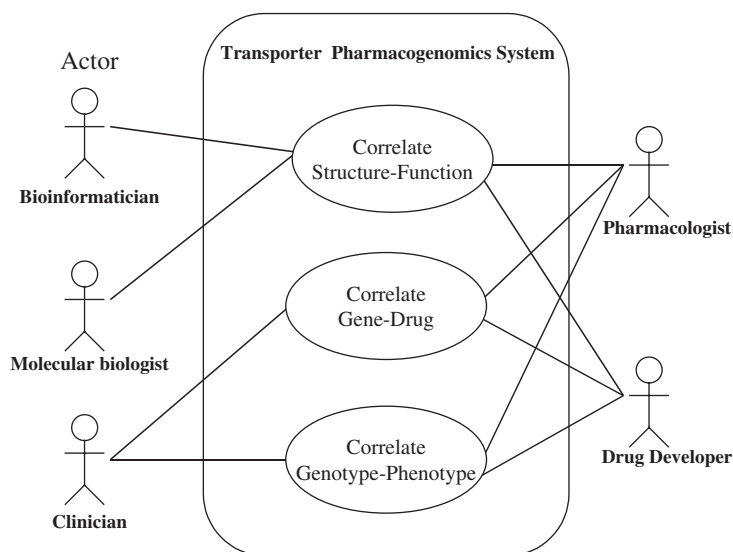 Transporter Pharmacogenomics System
Actor
Bioinformatician
Molecular biologist
Clinician
Correlate
Structure-Function
Correlate
Gene-Drug
Correlate
Genotype-Phenotype
Pharmacologist
Drug Developer